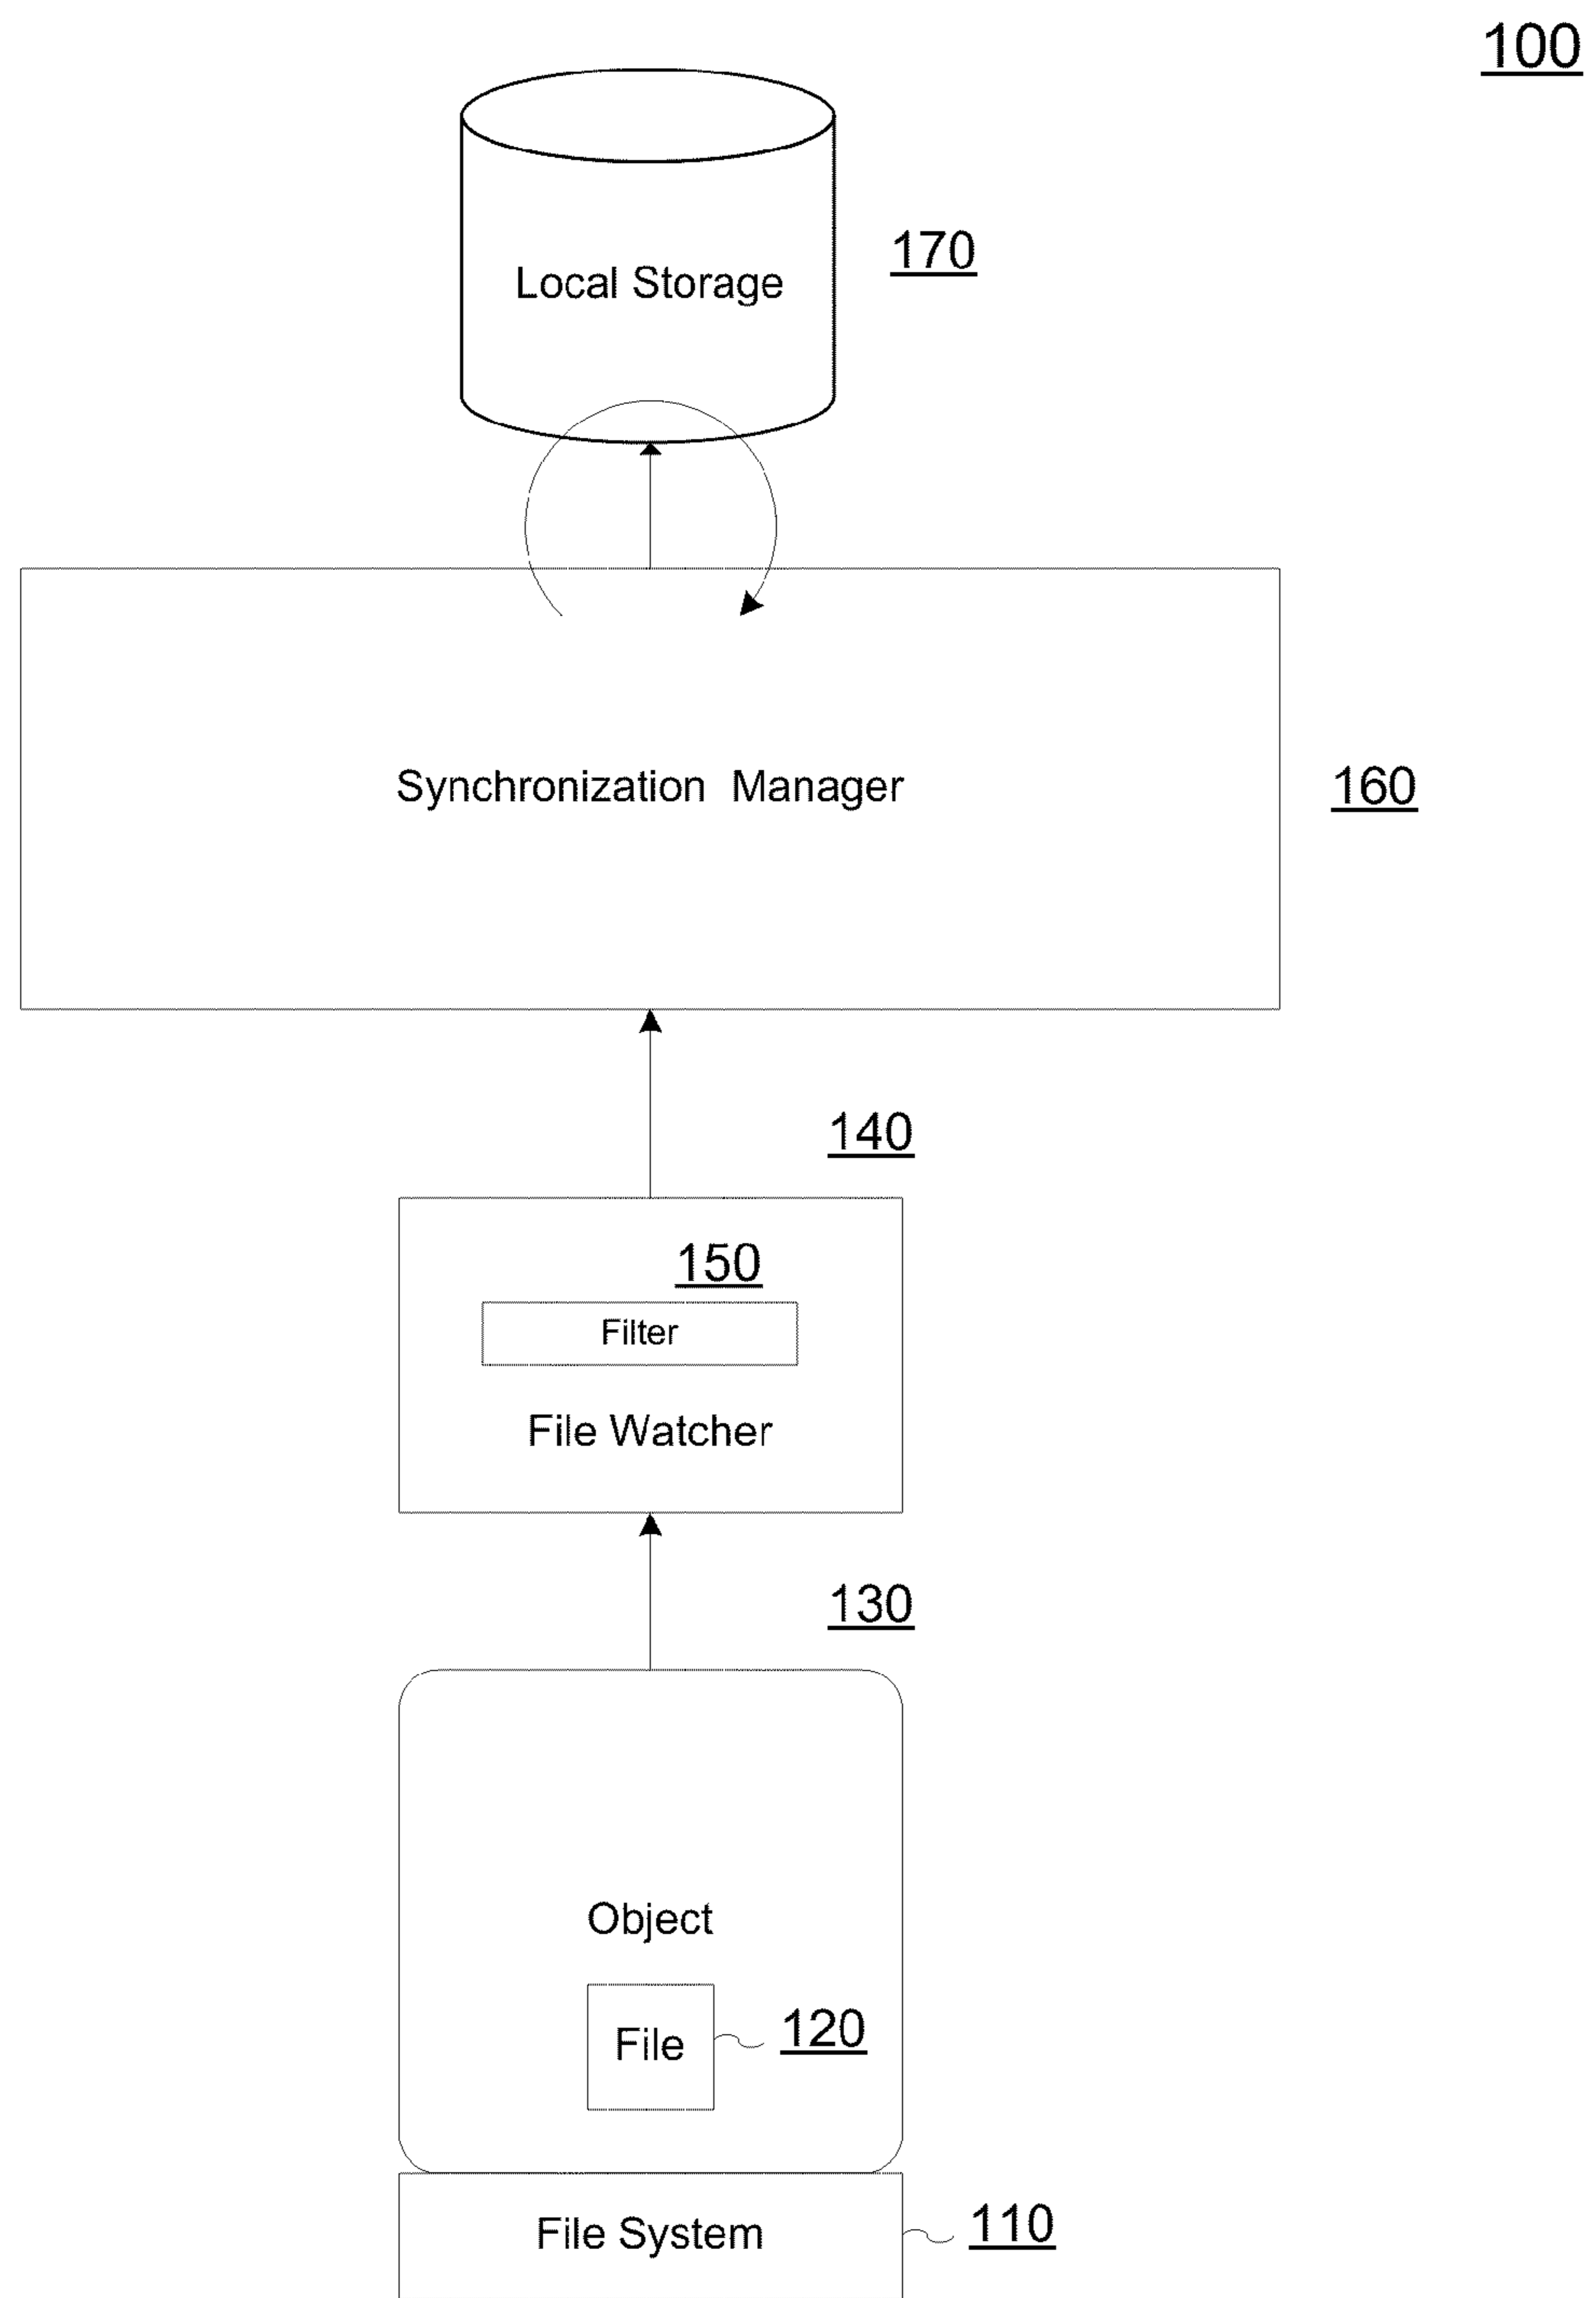 100
170
Local Storage
Synchronization Manager
160
140
150
Filter
File Watcher
130
Object
File
120
File System
110